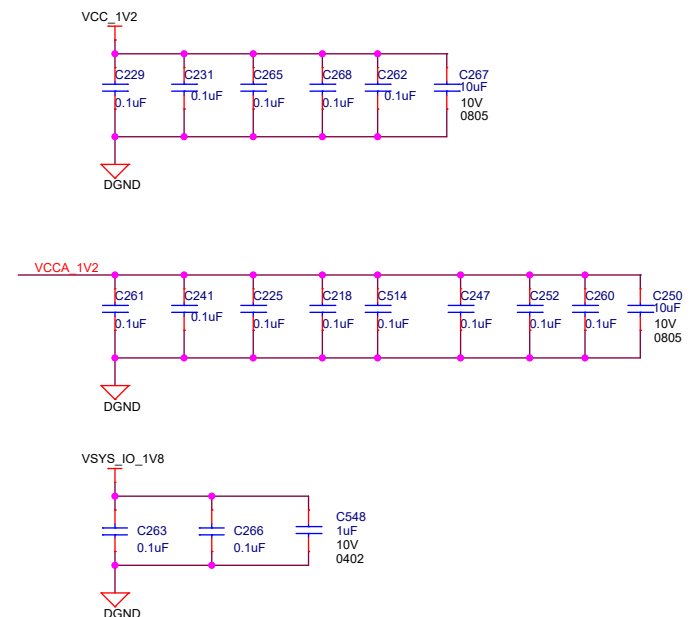 VCC_1V2
C229 C231 C265 C268 C262 C267
0.1uF 0.1uF 0.1uF 0.1uF 0.1uF 10uF
10V
0805
DGND
VCCA_1V2
C261 C241 C225 C218 C514 C247 C252 C260 C250
0.1uF 0.1uF 0.1uF 0.1uF 0.1uF 0.1uF 0.1uF 0.1uF 10uF
10V
0805
DGND
VSYS_IO_1V8
C263 C266 C548
0.1uF 0.1uF 1uF
10V
0402
DGND